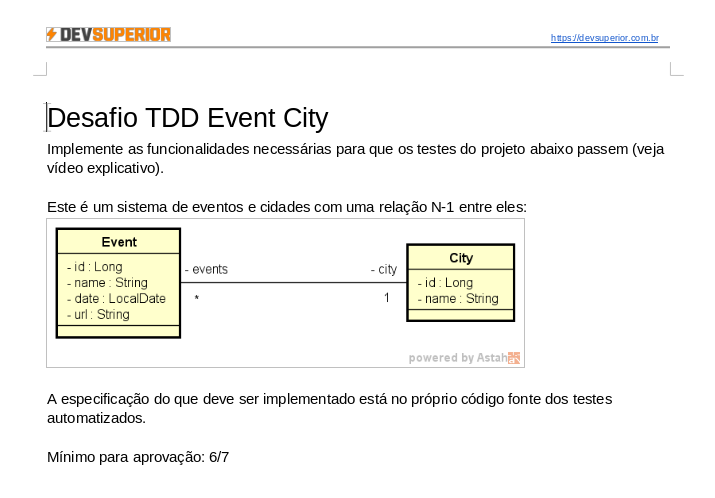 DEVSUPERIOR
https://devsuperior.com.br
Desafio TDD Event City
Implemente as funcionalidades necessárias para que os testes do projeto abaixo passem (veja
vídeo explicativo).
Este é um sistema de eventos e cidades com uma relação N-1 entre eles:
Event
- id : Long
- name : String
- date : LocalDate
- url : String
- events
*
- city
1
City
- id : Long
- name : String
powered by Astah
A especificação do que deve ser implementado está no próprio código fonte dos testes
automatizados.
Mínimo para aprovação: 6/7